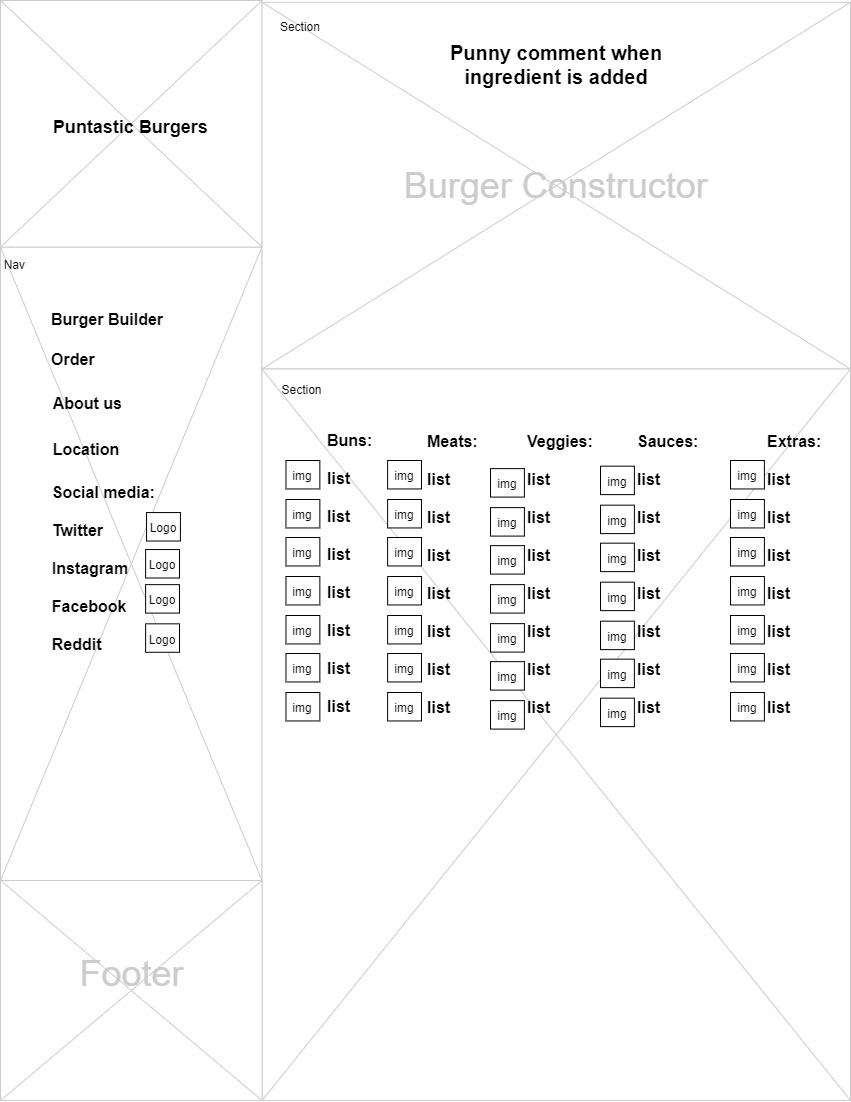 Puntastic Burgers
Section
Punny comment when
ingredient is added
Burger Constructor
Nav
Burger Builder
Order
About us
Location
Social media:
Twitter Logo
Instagram Logo
Facebook Logo
Reddit Logo
Footer
Section
Buns: Meats: Veggies: Sauces: Extras:
img list img list img list img list img list
img list img list img list img list img list
img list img list img list img list img list
img list img list img list img list img list
img list img list img list img list img list
img list img list img list img list img list
img list img list img list img list img list